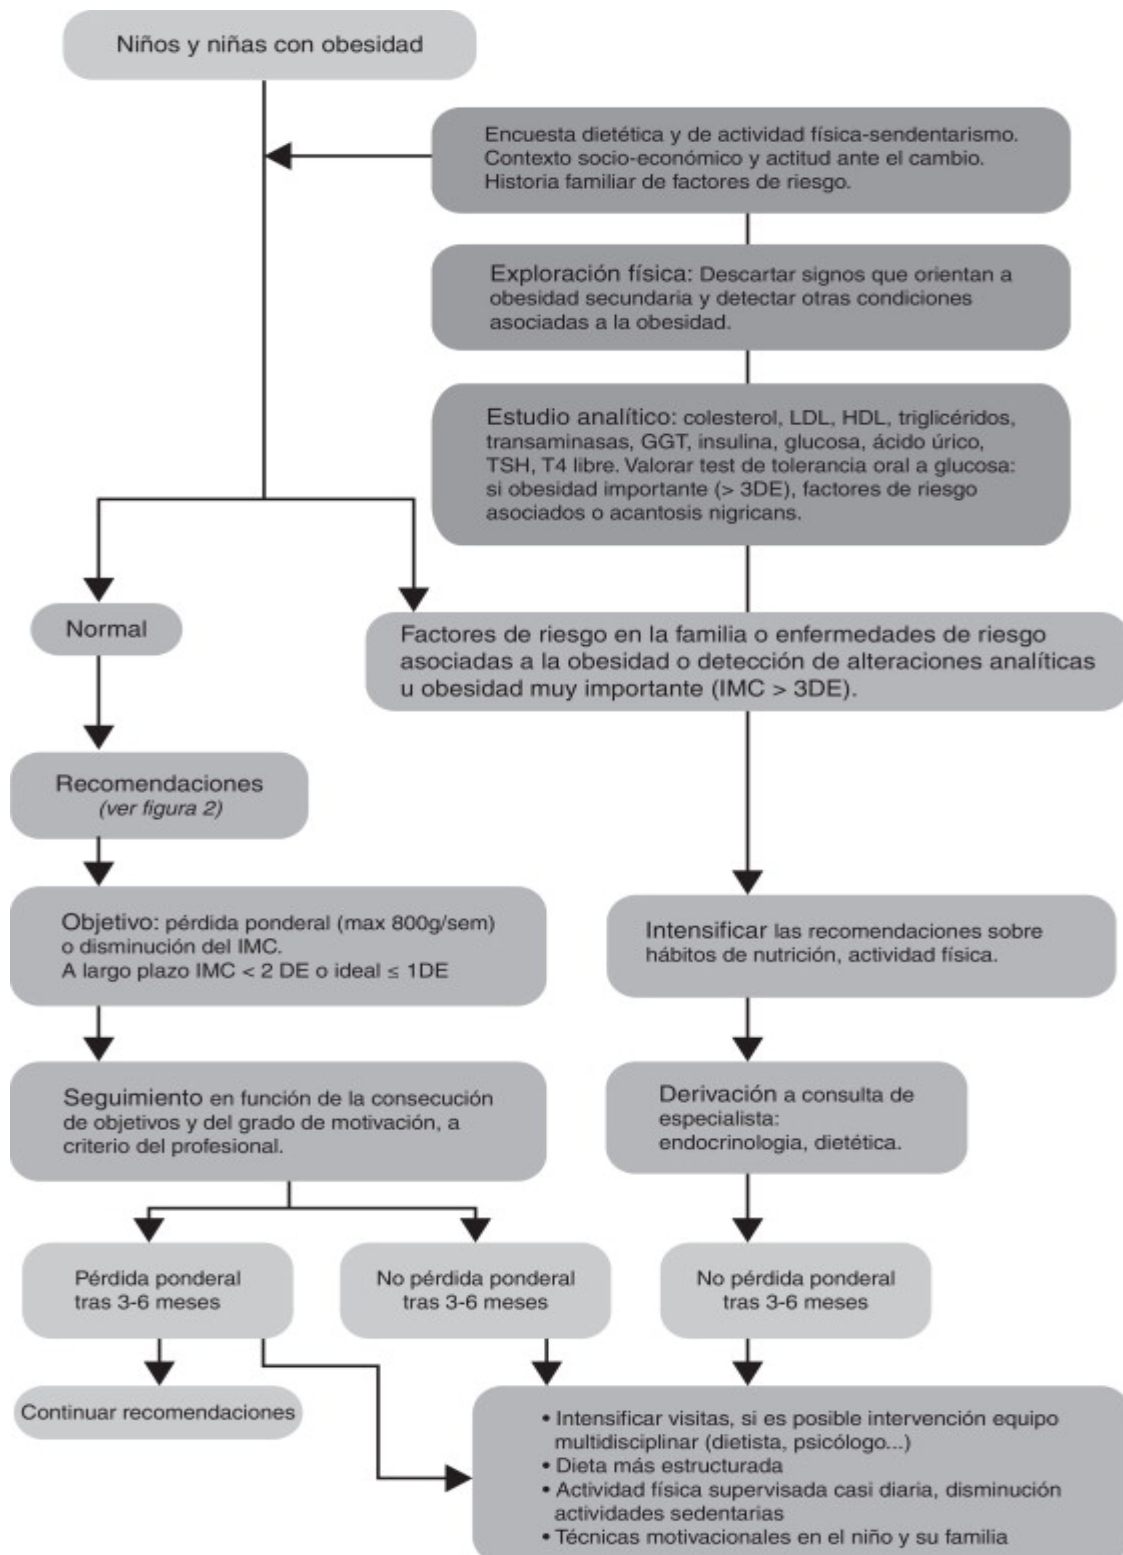 Niños y niñas con obesidad
Encuesta dietética y de actividad física-sendentarismo.
Contexto socio-económico y actitud ante el cambio.
Historia familiar de factores de riesgo.
Exploración física: Descartar signos que orientan a
obesidad secundaria y detectar otras condiciones
asociadas a la obesidad.
Estudio analítico: colesterol, LDL, HDL, triglicéridos,
transaminasas, GGT, insulina, glucosa, ácido úrico,
TSH, T4 libre. Valorar test de tolerancia oral a glucosa:
si obesidad importante (> 3DE), factores de riesgo
asociados o acantosis nigricans.
Normal
Factores de riesgo en la familia o enfermedades de riesgo
asociadas a la obesidad o detección de alteraciones analíticas
u obesidad muy importante (IMC > 3DE).
Recomendaciones
(ver figura 2)
Objetivo: pérdida ponderal (max 800g/sem)
o disminución del IMC.
A largo plazo IMC < 2 DE o ideal ≤ 1DE
Intensificar las recomendaciones sobre
hábitos de nutrición, actividad física.
Seguimiento en función de la consecución
de objetivos y del grado de motivación, a
criterio del profesional.
Derivación a consulta de
especialista:
endocrinologia, dietética.
Pérdida ponderal
tras 3-6 meses
No pérdida ponderal
tras 3-6 meses
No pérdida ponderal
tras 3-6 meses
Continuar recomendaciones
• Intensificar visitas, si es posible intervención equipo
multidisciplinar (dietista, psicólogo...)
• Dieta más estructurada
• Actividad física supervisada casi diaria, disminución
actividades sedentarias
• Técnicas motivacionales en el niño y su familia